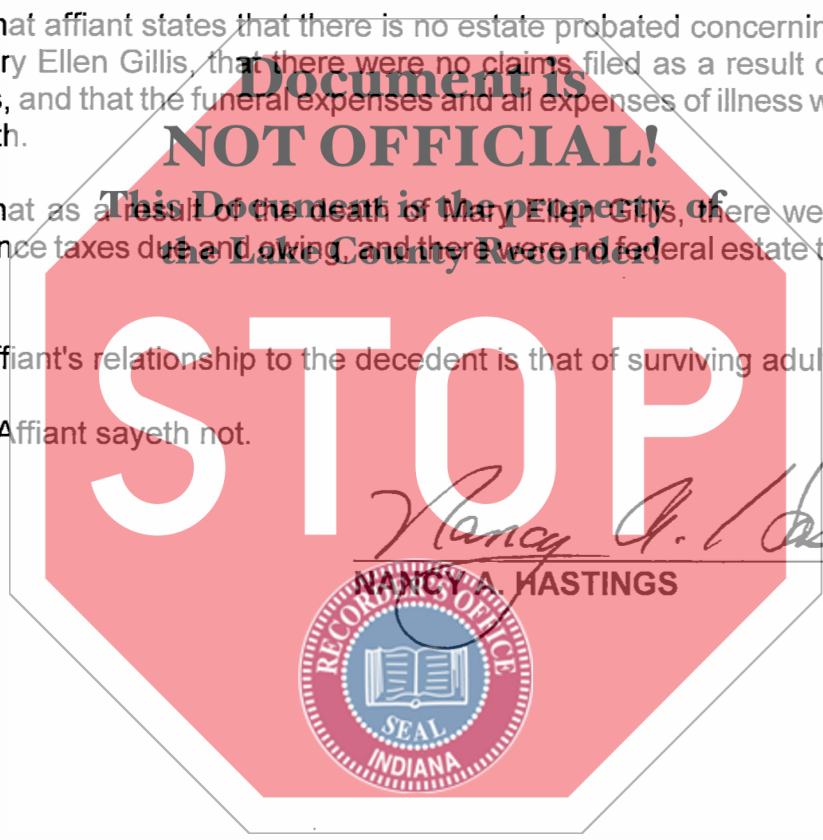 hat affiant states that there is no estate probated concernin
ry Ellen Gillis, that there were no claims filed as a result o
s, and that the funeral expenses and all expenses of illness w
th.
Document is
NOT OFFICIAL!
This Document is the property of
the Lake County Recorder!
hat as a result of the death of Mary Ellen Gillis, there we
nce taxes due and owing, and there were no federal estate t
STOP
ffiant's relationship to the decedent is that of surviving adul
Affiant sayeth not.
Nancy A. Has
NANCY A. HASTINGS
RECORDER'S OFFICE
SEAL
INDIANA